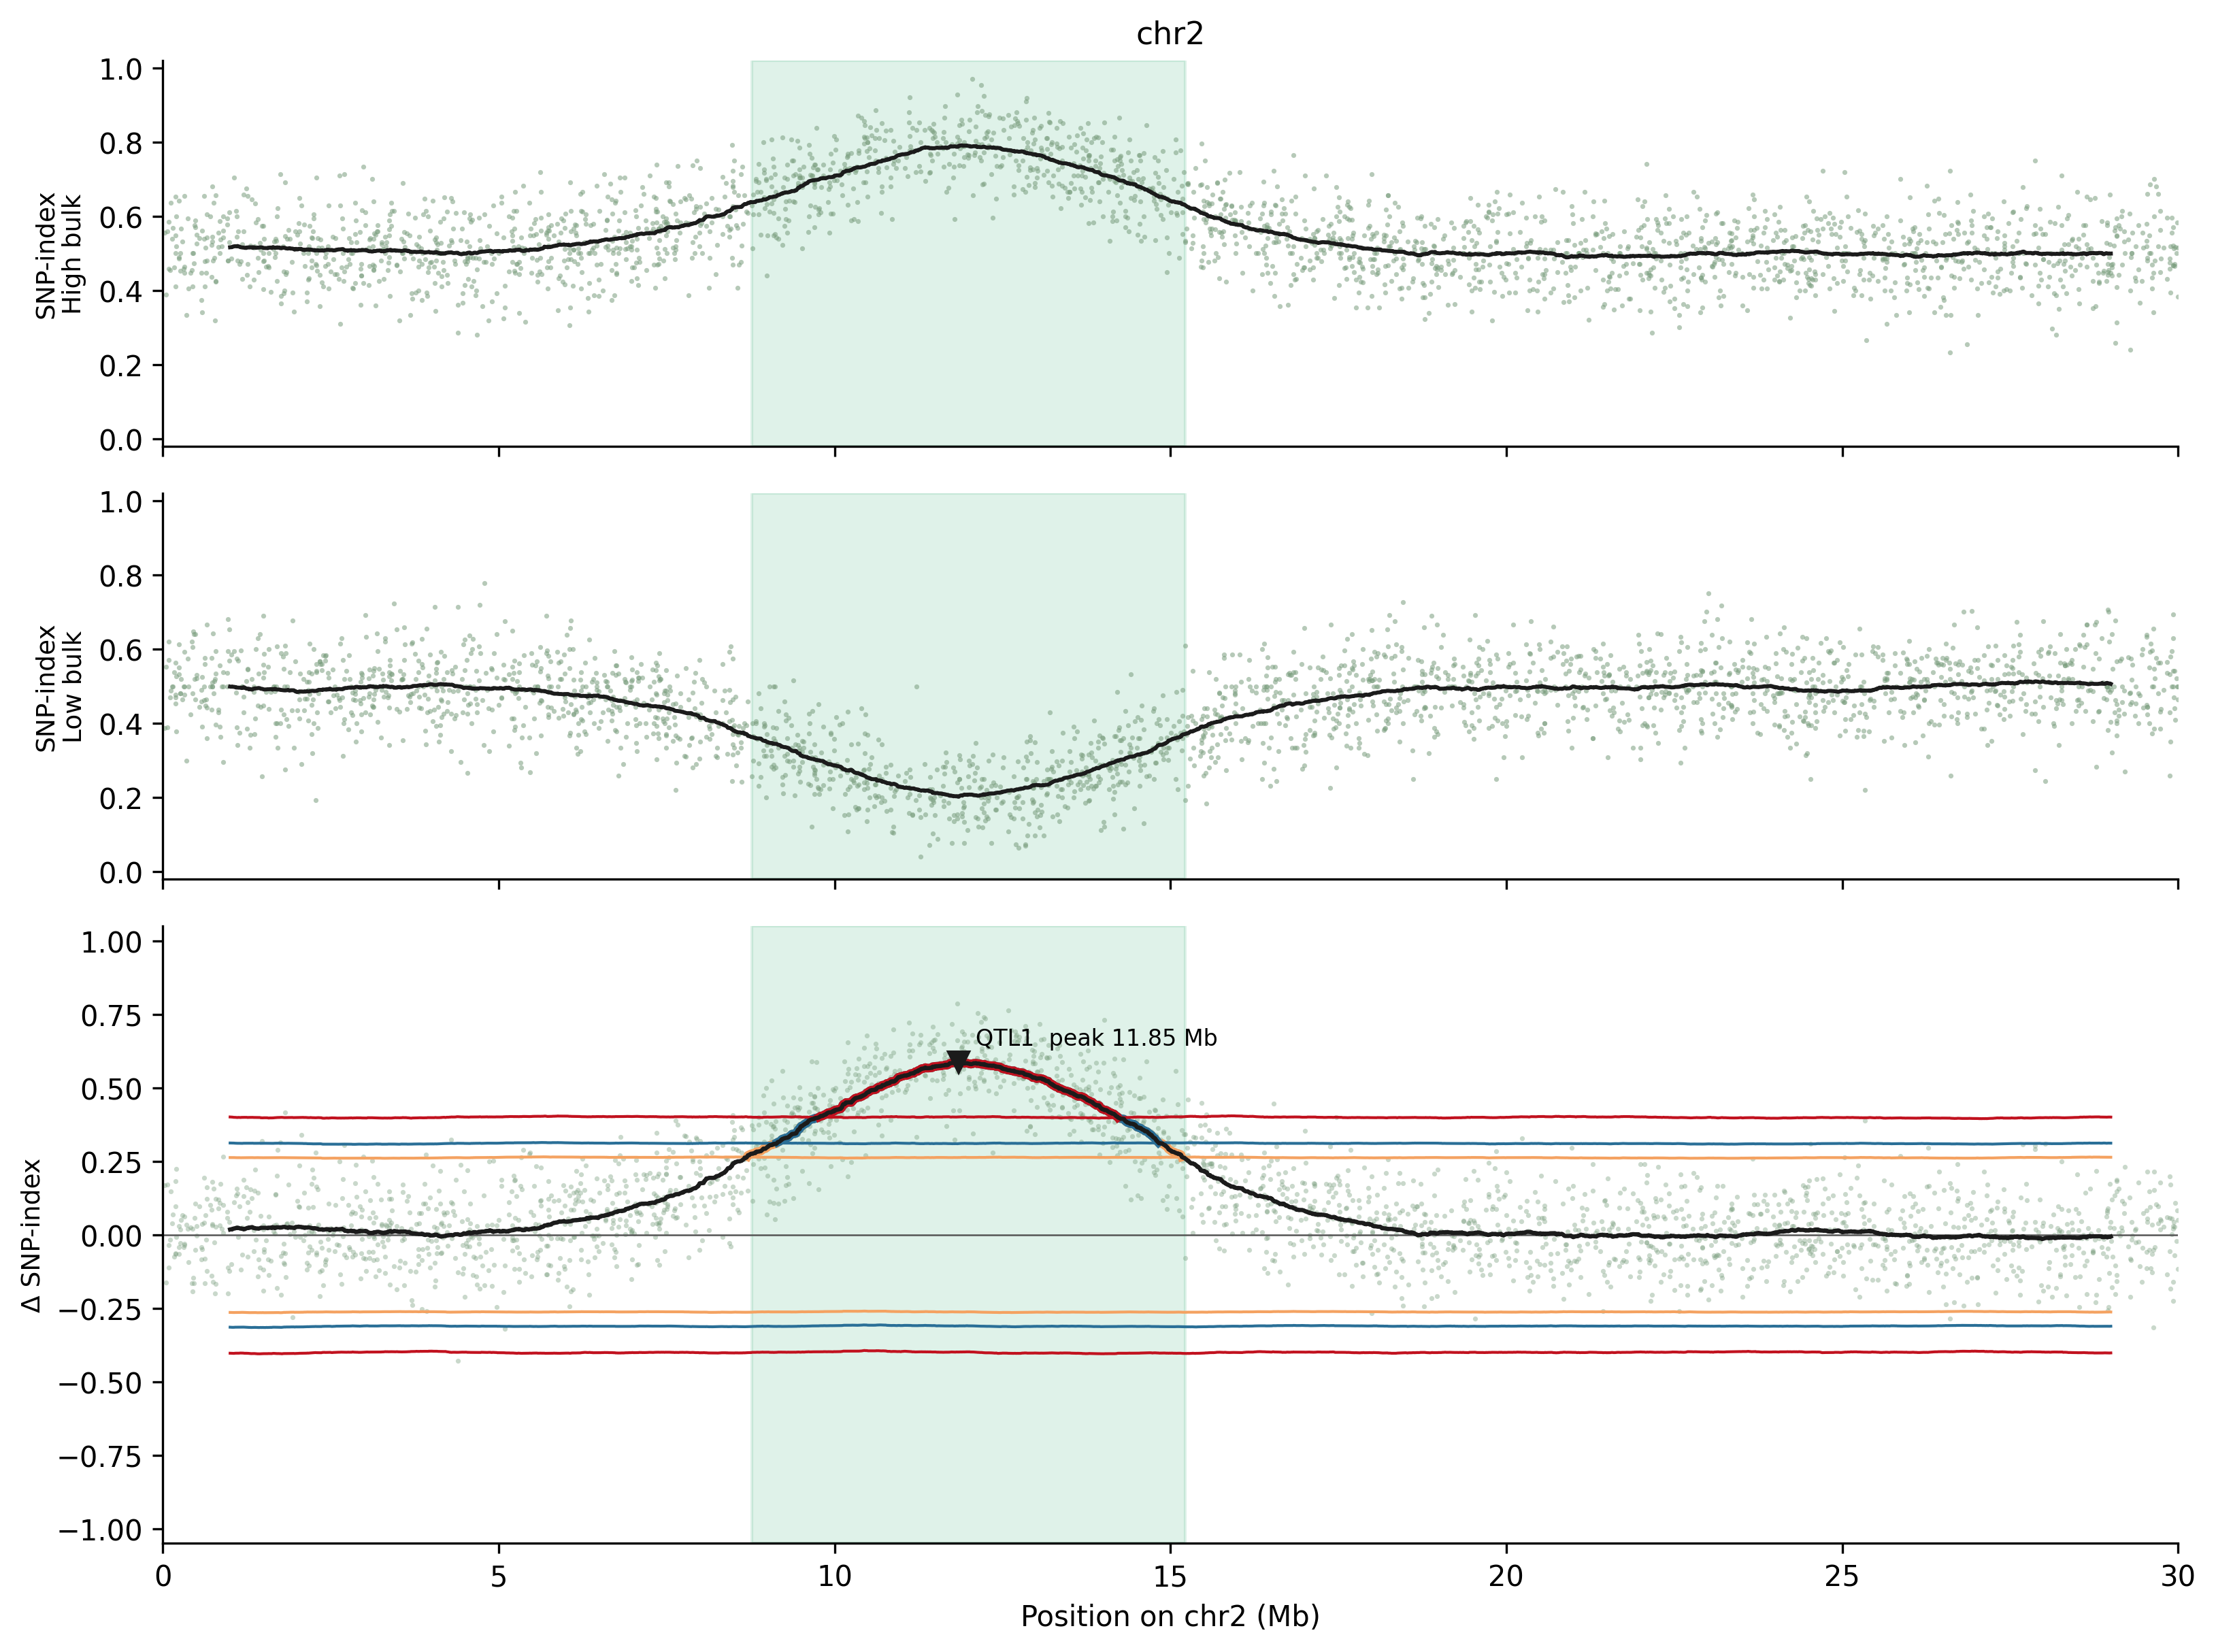 chr2
1.0
0.8
0.6
0.4
0.2
0.0
SNP-index
High bulk
1.0
0.8
0.6
0.4
0.2
0.0
SNP-index
Low bulk
1.00
0.75
0.50
0.25
0.00
−0.25
−0.50
−0.75
−1.00
Δ SNP-index
QTL1 peak 11.85 Mb
0 5 10 15 20 25 30
Position on chr2 (Mb)